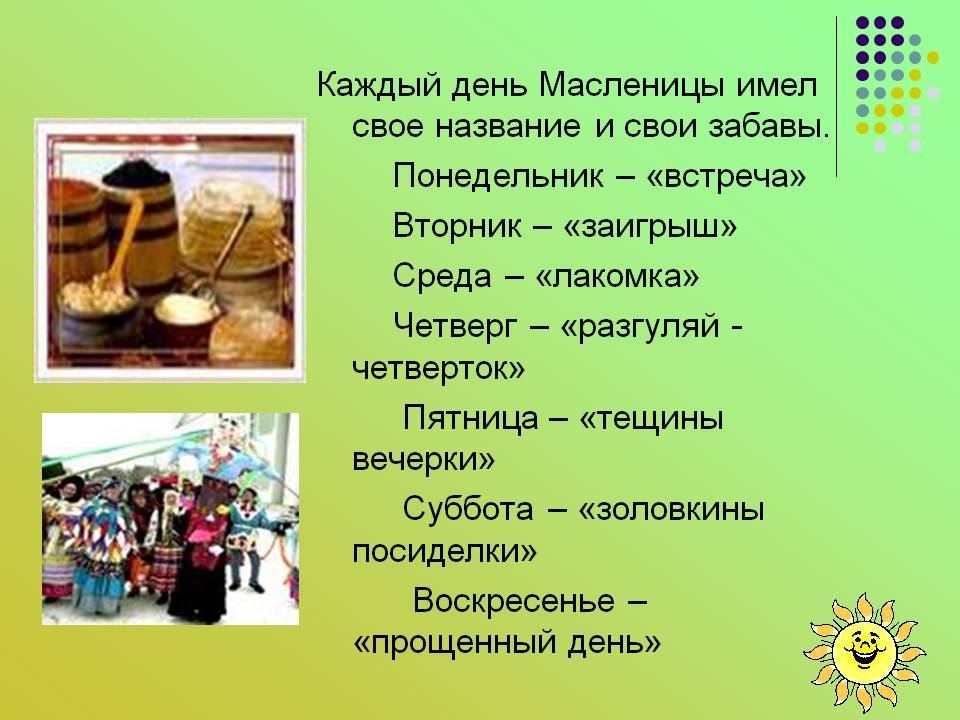 Каждый день Масленицы имел
свое название и свои забавы.
Понедельник – «встреча»
Вторник – «заигрыш»
Среда – «лакомка»
Четверг – «разгуляй -
четверток»
Пятница – «тещины
вечерки»
Суббота – «золовкины
посиделки»
Воскресенье –
«прощенный день»